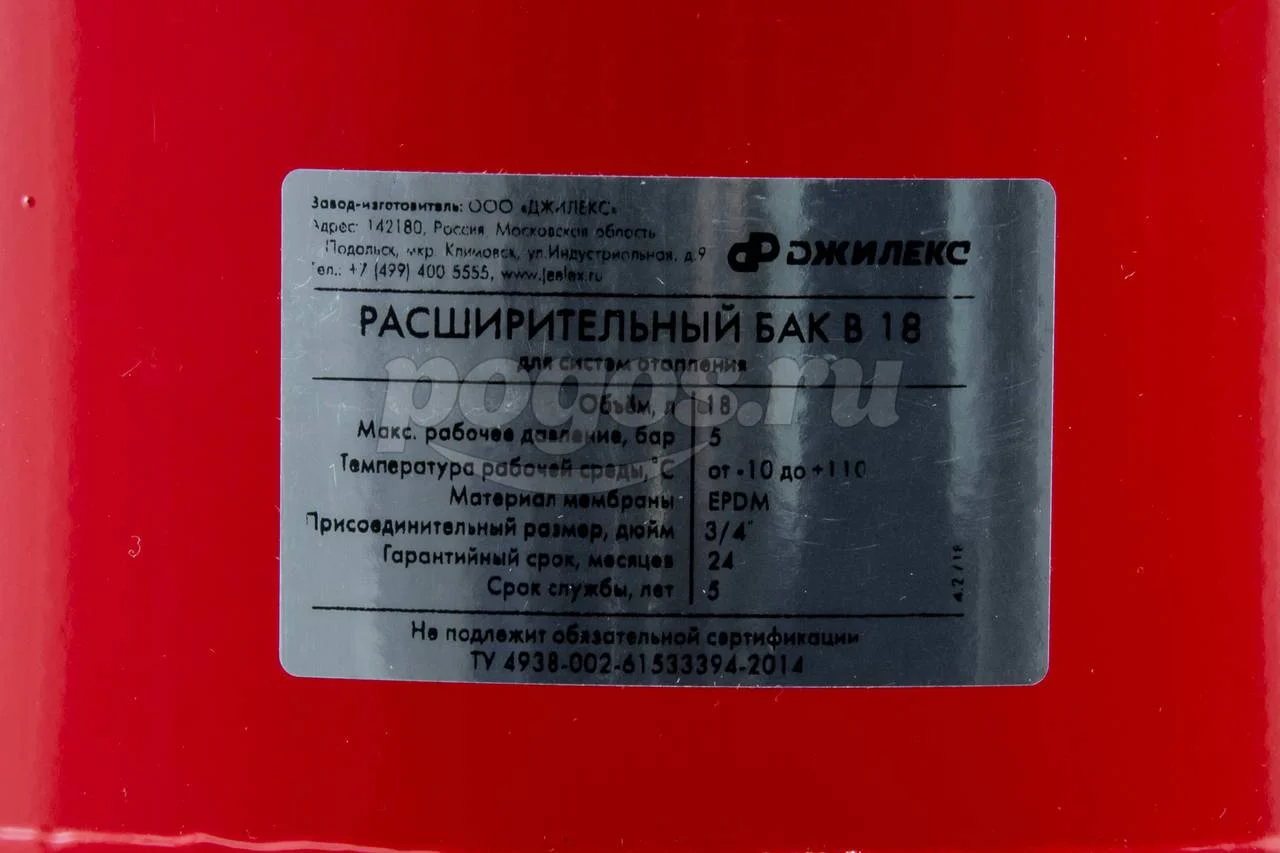 Завод-изготовитель: ООО «ДЖИЛЕКС»
Адрес: 142180, Россия, Московская область
г.Подольск, мкр. Климовск, ул.Индустриальная, д.9
Тел.: +7 (499) 400 5555, www.jeelex.ru
ДЖИЛЕКС
РАСШИРИТЕЛЬНЫЙ БАК В 18
для систем отопления
Объём, л 18
Макс. рабочее давление, бар 5
Температура рабочей среды,°С от -10 до +110
Материал мембраны EPDM
Присоединительный размер, дюйм 3/4"
Гарантийный срок, месяцев 24
Срок службы, лет 5
4.2/18
Не подлежит обязательной сертификации
ТУ 4938-002-61533394-2014
pogos.ru